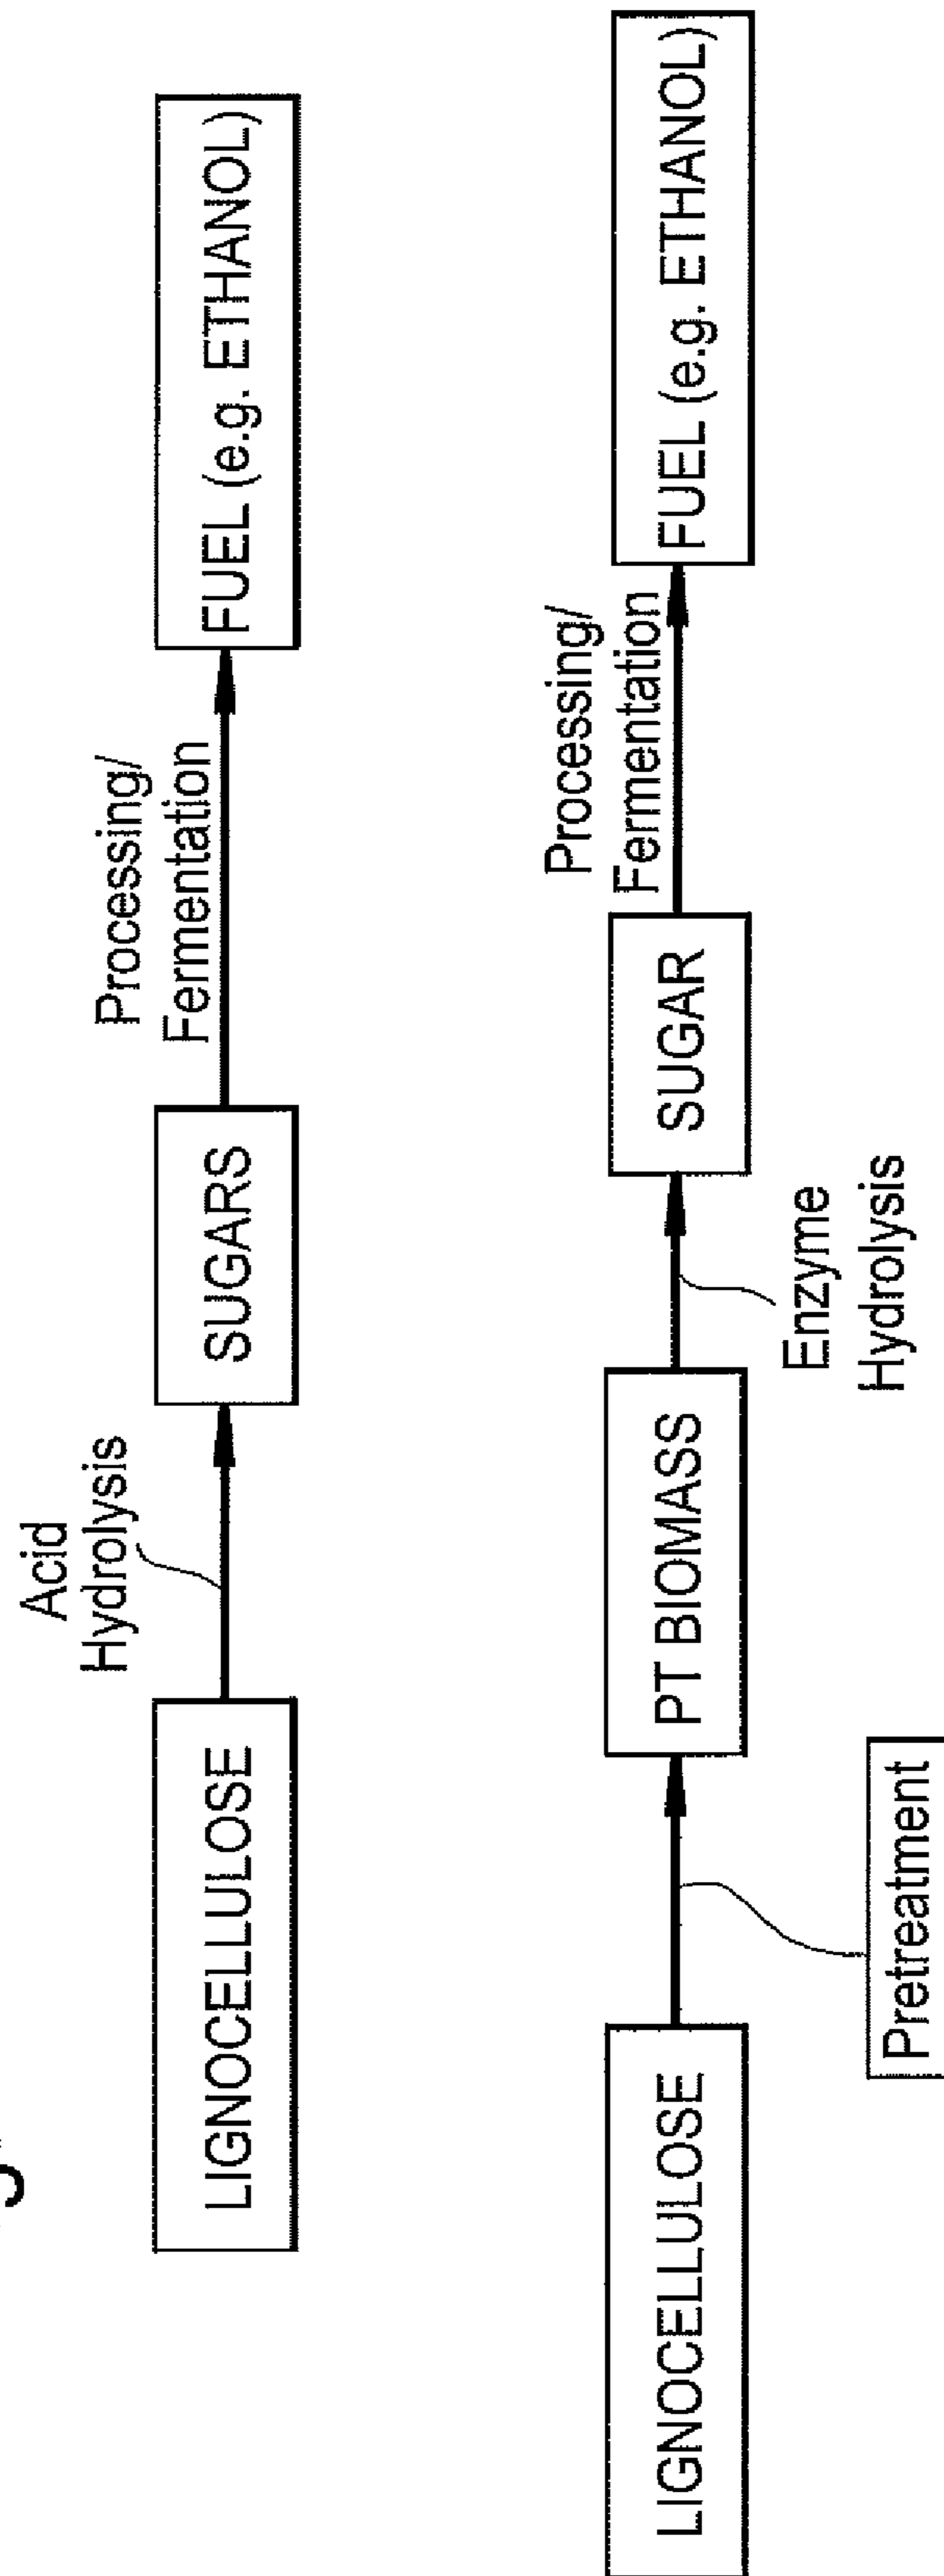 Acid
Hydrolysis
Processing/
Fermentation
LIGNOCELLULOSE
SUGARS
FUEL (e.g. ETHANOL)
Processing/
Fermentation
LIGNOCELLULOSE
PT BIOMASS
SUGAR
FUEL (e.g. ETHANOL)
Enzyme
Hydrolysis
Pretreatment